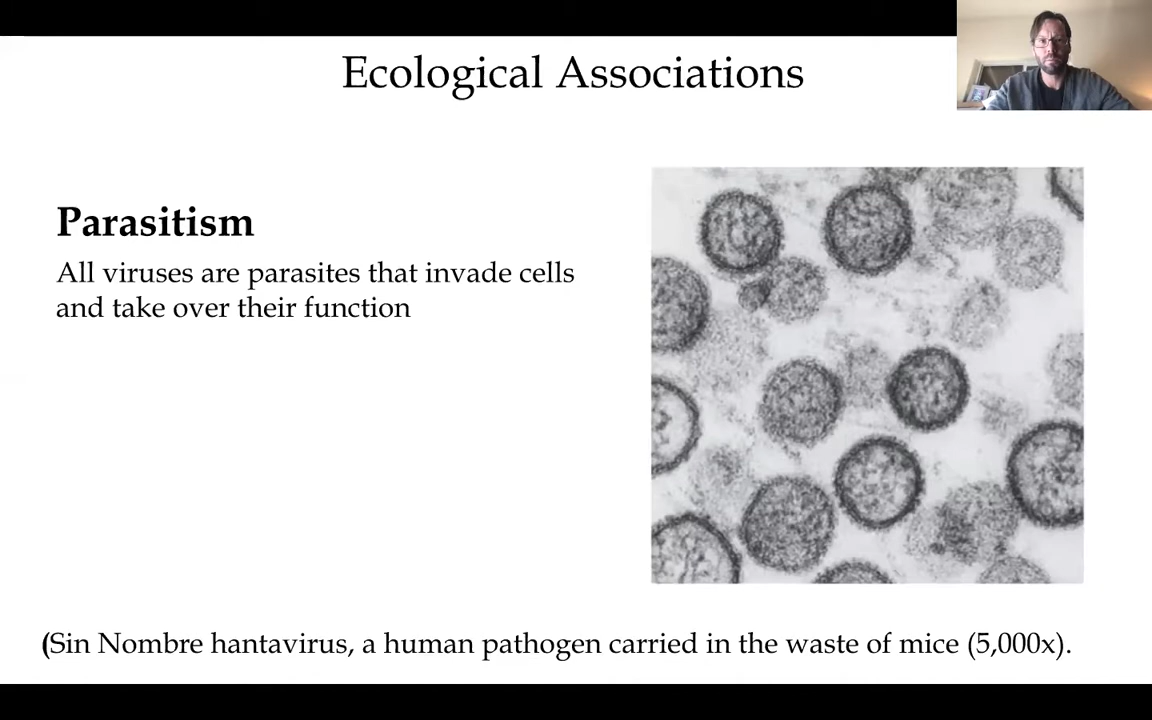 Ecological Associations
Parasitism
All viruses are parasites that invade cells
and take over their function
(Sin Nombre hantavirus, a human pathogen carried in the waste of mice (5,000x).